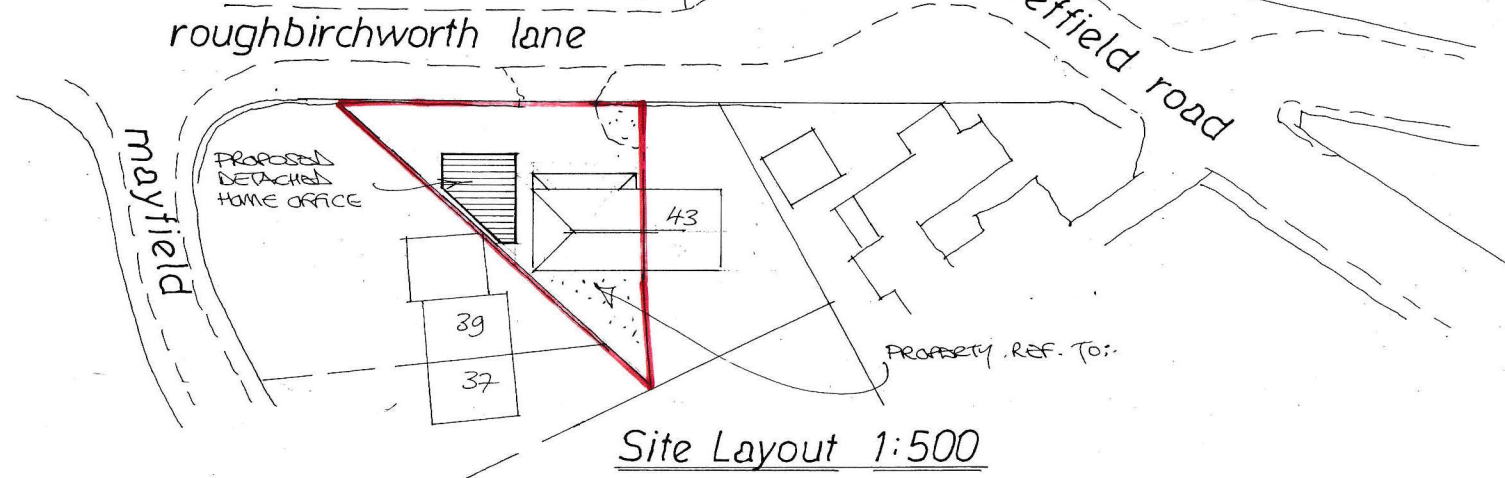 roughbirchworth lane
effield road
mayfield
PROPOSED
DETACHED
HOME OFFICE
43
39
37
PROPERTY. REF. TO:-
Site Layout 1:500